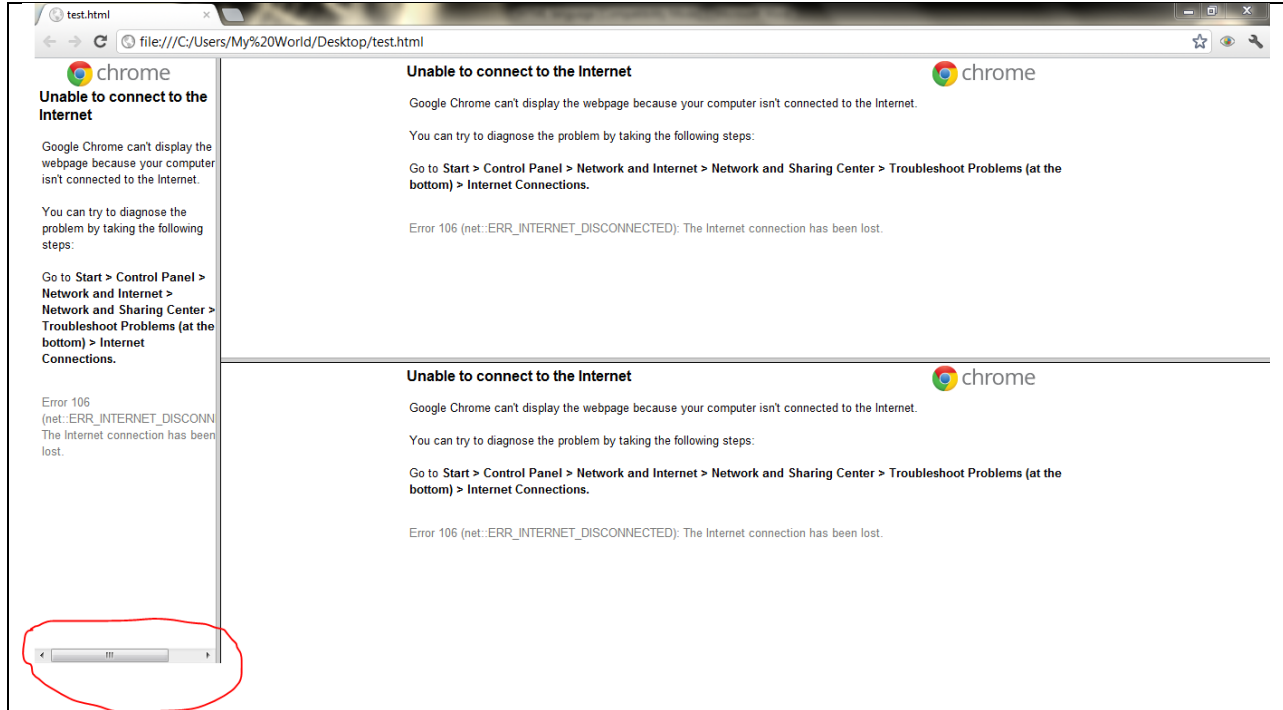 test.html
file:///C:/Users/My%20World/Desktop/test.html
chrome
Unable to connect to the
Internet
Google Chrome can't display the
webpage because your computer
isn't connected to the Internet.
You can try to diagnose the
problem by taking the following
steps:
Go to Start > Control Panel >
Network and Internet >
Network and Sharing Center >
Troubleshoot Problems (at the
bottom) > Internet
Connections.
Error 106
(net::ERR_INTERNET_DISCONN
The Internet connection has been
lost.
Unable to connect to the Internet
chrome
Google Chrome can't display the webpage because your computer isn't connected to the Internet.
You can try to diagnose the problem by taking the following steps:
Go to Start > Control Panel > Network and Internet > Network and Sharing Center > Troubleshoot Problems (at the
bottom) > Internet Connections.
Error 106 (net::ERR_INTERNET_DISCONNECTED): The Internet connection has been lost.
Unable to connect to the Internet
chrome
Google Chrome can't display the webpage because your computer isn't connected to the Internet.
You can try to diagnose the problem by taking the following steps:
Go to Start > Control Panel > Network and Internet > Network and Sharing Center > Troubleshoot Problems (at the
bottom) > Internet Connections.
Error 106 (net::ERR_INTERNET_DISCONNECTED): The Internet connection has been lost.